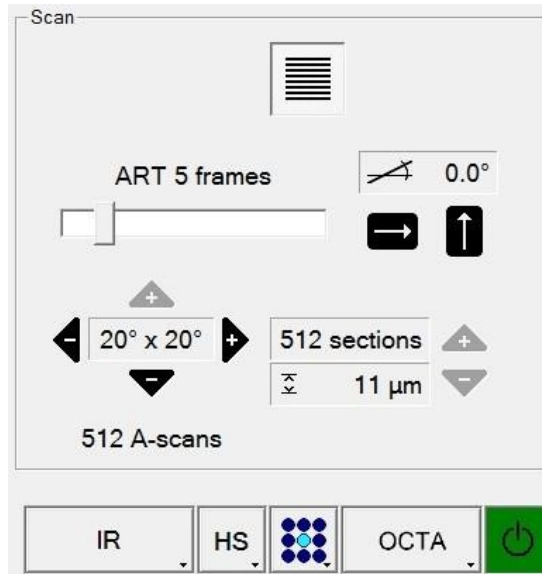 Scan
ART 5 frames
0.0°
20° x 20°
512 sections
11 µm
512 A-scans
IR
HS
OCTA